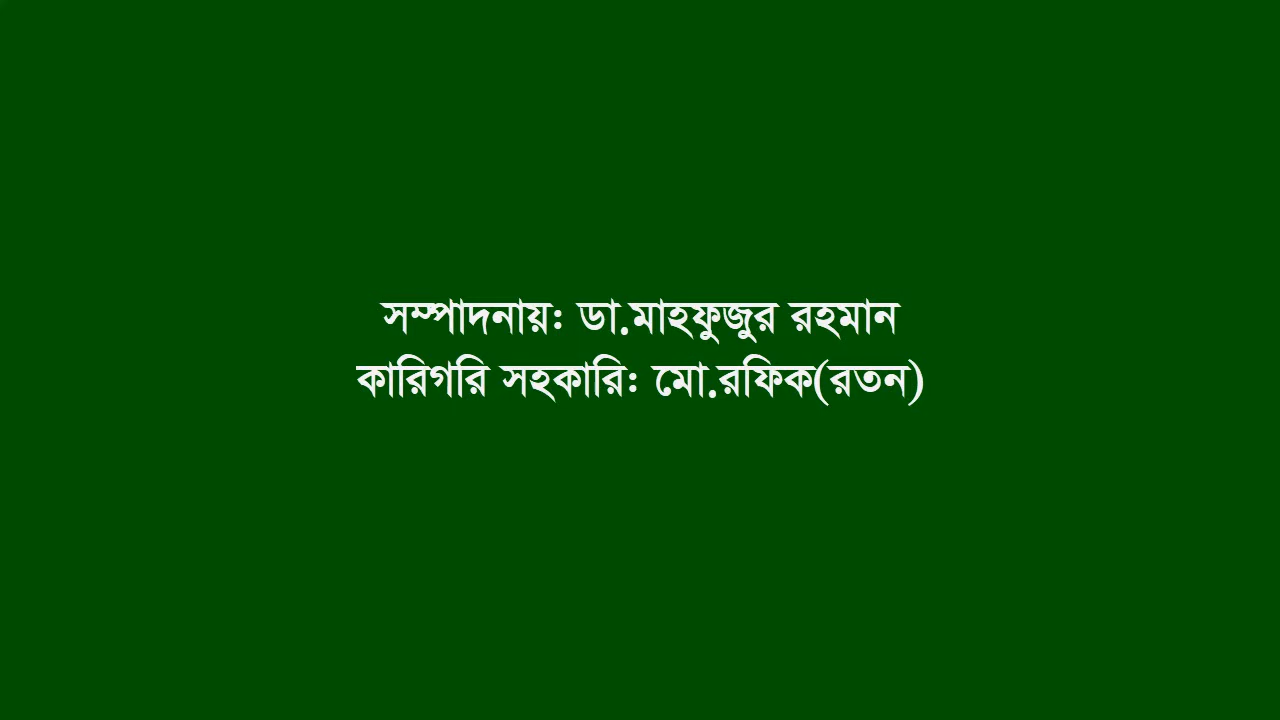 সম্পাদনায়: ডা.মাহফুজুর রহমান
কারিগরি সহকারি: মো.রফিক(রতন)